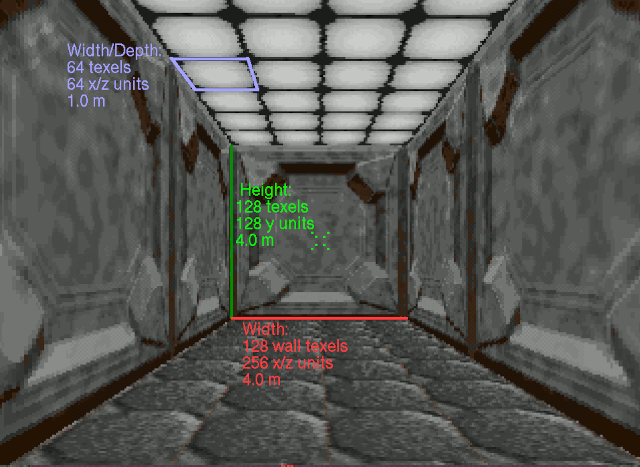 Width/Depth:
64 texels
64 x/z units
1.0 m
Height:
128 texels
128 y units
4.0 m
Width:
128 wall texels
256 x/z units
4.0 m